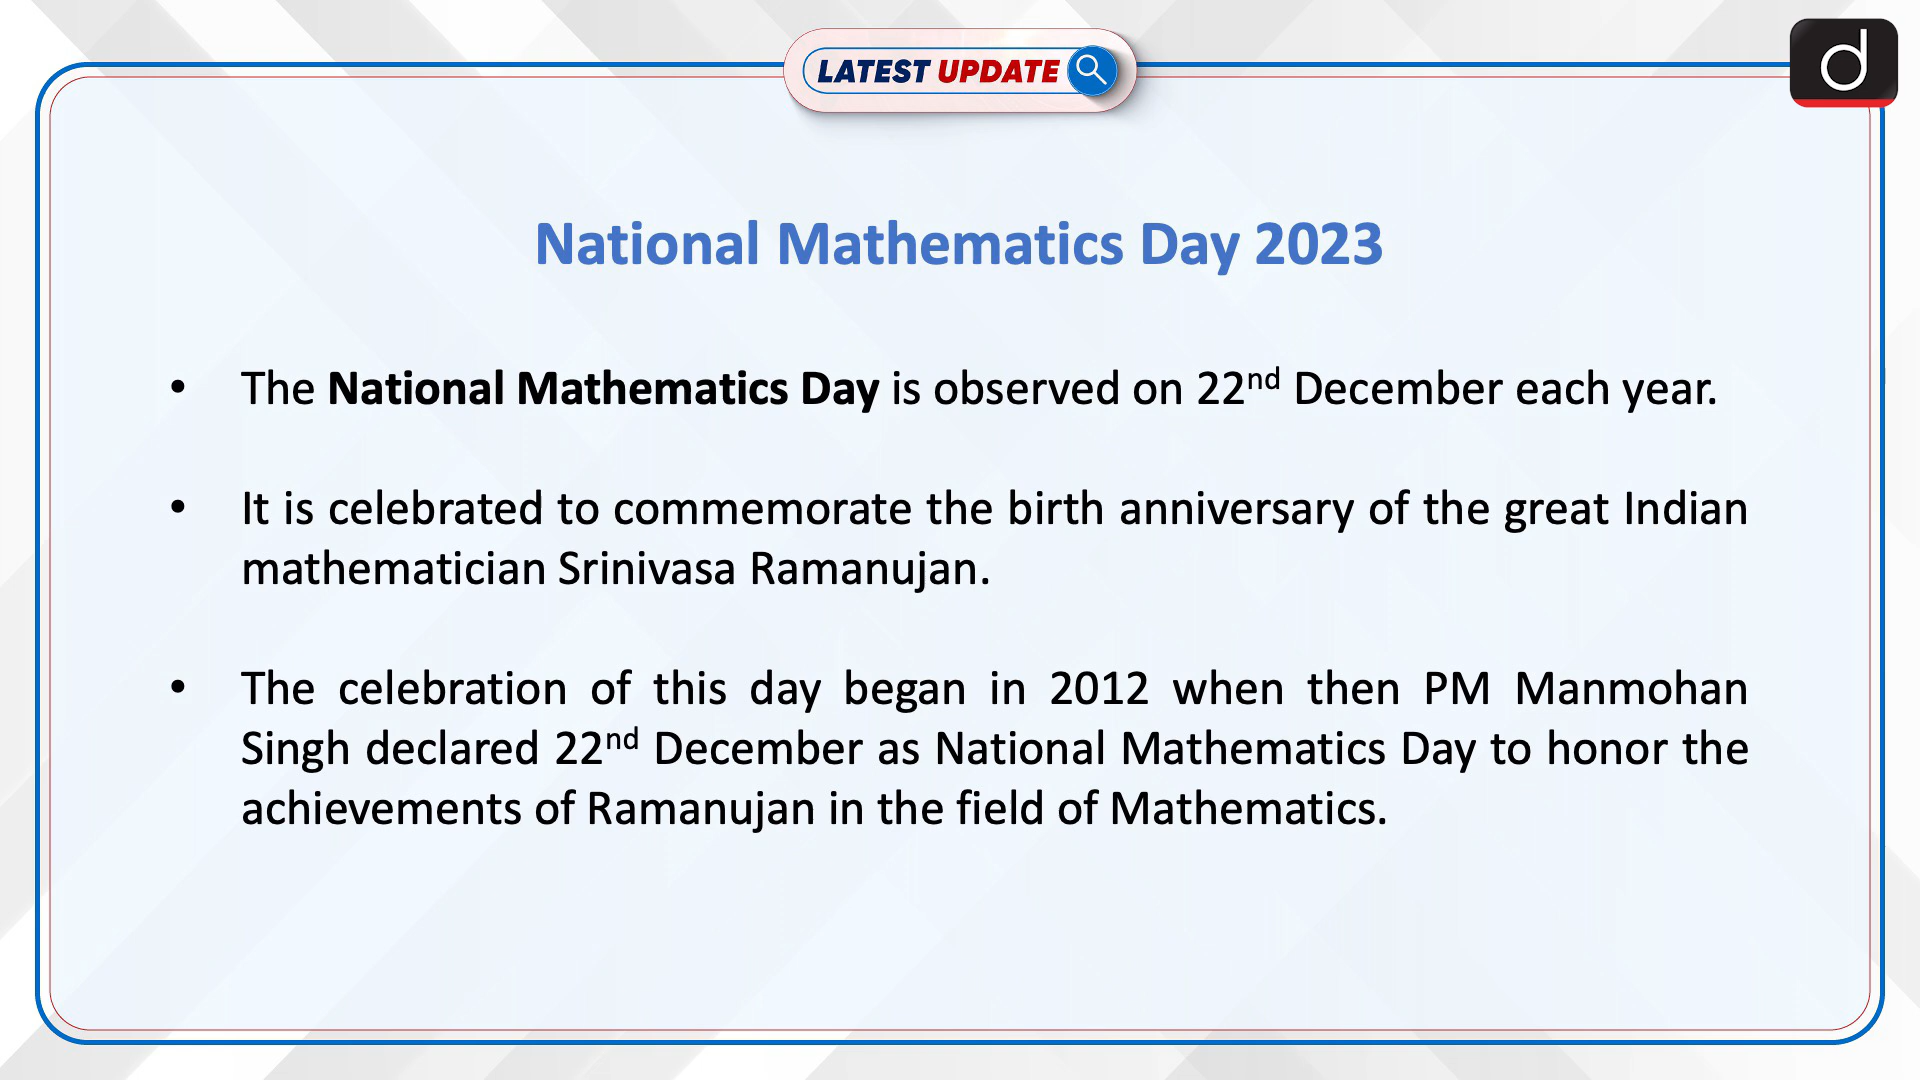 LATEST UPDATE
d
National Mathematics Day 2023
• The National Mathematics Day is observed on 22nd December each year.
• It is celebrated to commemorate the birth anniversary of the great Indian
mathematician Srinivasa Ramanujan.
• The celebration of this day began in 2012 when then PM Manmohan
Singh declared 22nd December as National Mathematics Day to honor the
achievements of Ramanujan in the field of Mathematics.